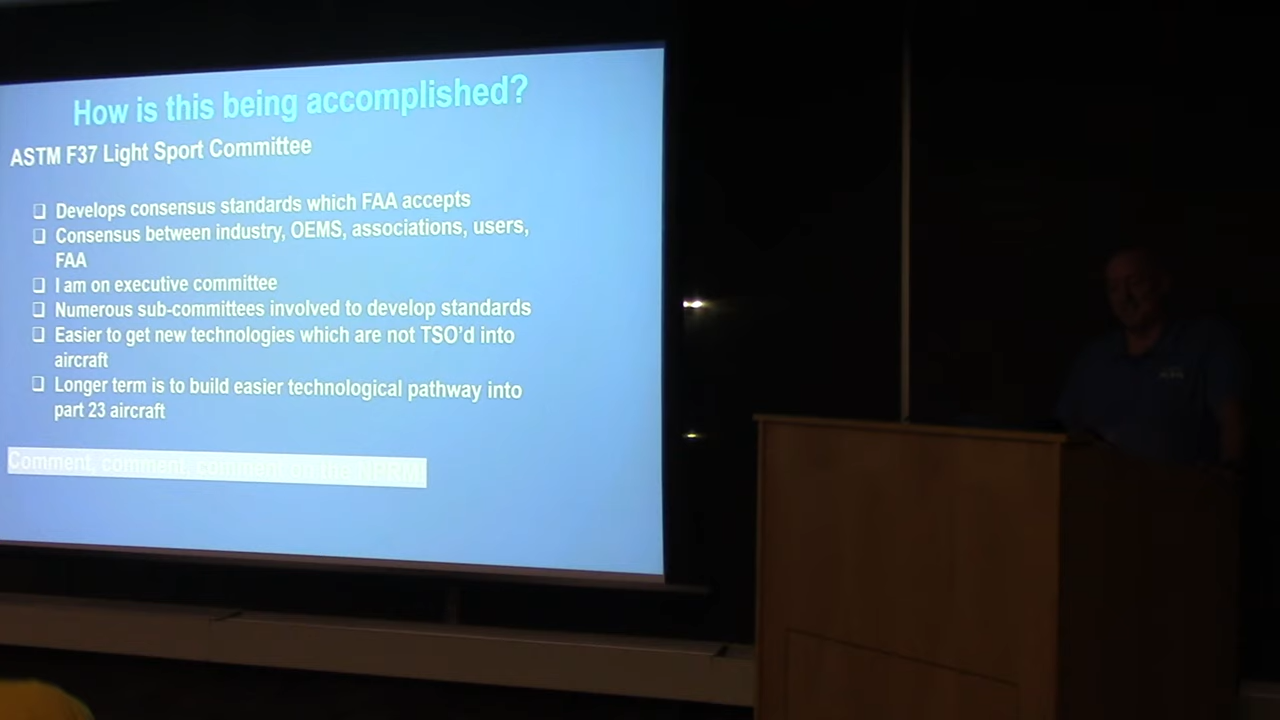 How is this being accomplished?
ASTM F37 Light Sport Committee
❑ Develops consensus standards which FAA accepts
❑ Consensus between industry, OEMS, associations, users,
FAA
❑ I am on executive committee
❑ Numerous sub-committees involved to develop standards
❑ Easier to get new technologies which are not TSO'd into
aircraft
❑ Longer term is to build easier technological pathway into
part 23 aircraft
Comment, comment, comment on the NPRM!